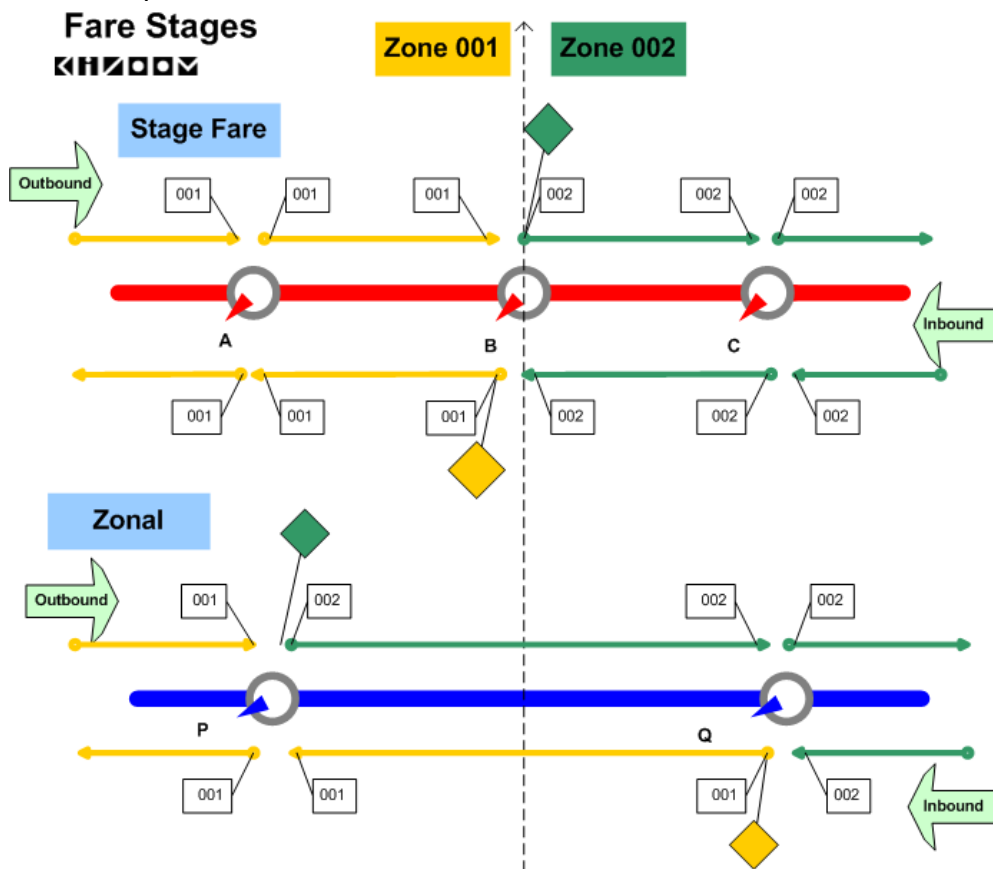 Fare Stages
KIZOOM
Zone 001 Zone 002
Stage Fare
Outbound
001 001 001 002 002 002
Inbound
A B C
001 001 001 002 002 002
Zonal
Outbound
001 002 002 002
P Q
001 001 001 002
Inbound